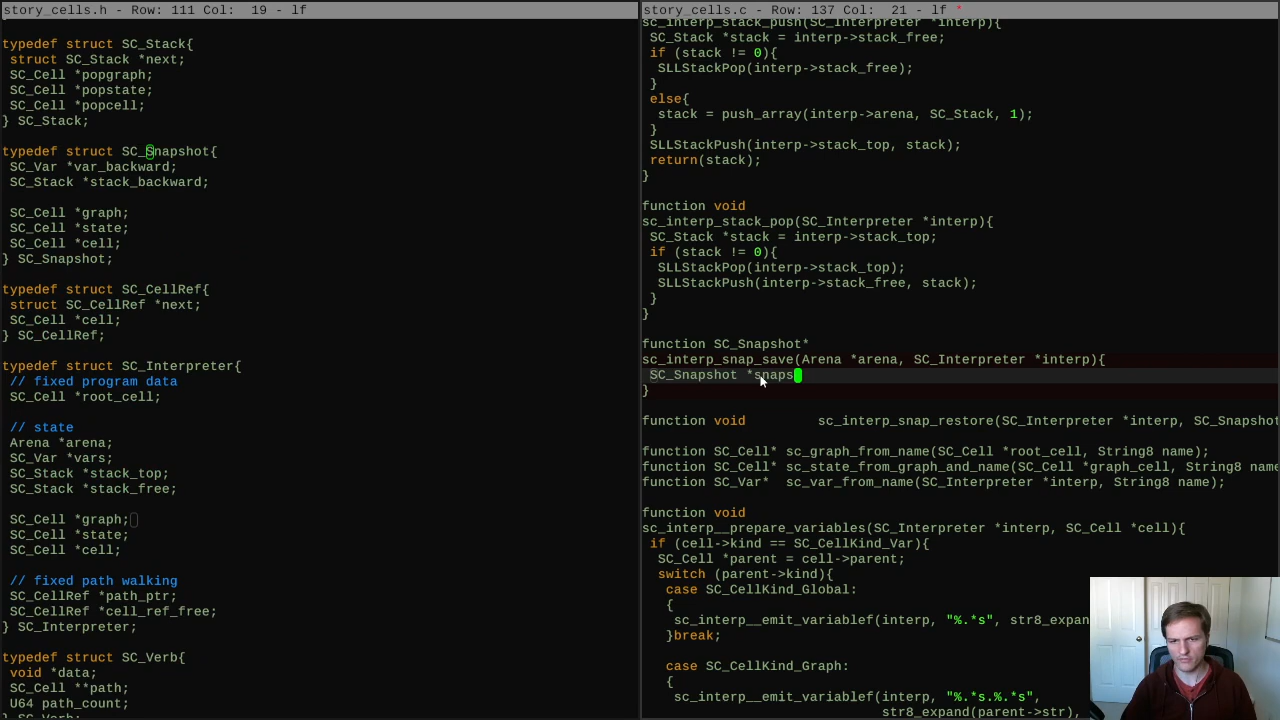 story_cells.h - Row: 111 Col:  19 - lf
typedef struct SC_Stack{
 struct SC_Stack *next;
 SC_Cell *popgraph;
 SC_Cell *popstate;
 SC_Cell *popcell;
} SC_Stack;
typedef struct SC_Snapshot{
 SC_Var *var_backward;
 SC_Stack *stack_backward;
 SC_Cell *graph;
 SC_Cell *state;
 SC_Cell *cell;
} SC_Snapshot;
typedef struct SC_CellRef{
 struct SC_CellRef *next;
 SC_Cell *cell;
} SC_CellRef;
typedef struct SC_Interpreter{
 // fixed program data
 SC_Cell *root_cell;
 // state
 Arena *arena;
 SC_Var *vars;
 SC_Stack *stack_top;
 SC_Stack *stack_free;
 SC_Cell *graph;
 SC_Cell *state;
 SC_Cell *cell;
 // fixed path walking
 SC_CellRef *path_ptr;
 SC_CellRef *cell_ref_free;
} SC_Interpreter;
typedef struct SC_Verb{
 void *data;
 SC_Cell **path;
 U64 path_count;
} SC_Verb;
story_cells.c - Row: 137 Col:  21 - lf *
sc_interp_stack_push(SC_Interpreter *interp){
 SC_Stack *stack = interp->stack_free;
 if (stack != 0){
  SLLStackPop(interp->stack_free);
 }
 else{
  stack = push_array(interp->arena, SC_Stack, 1);
 }
 SLLStackPush(interp->stack_top, stack);
 return(stack);
}
function void
sc_interp_stack_pop(SC_Interpreter *interp){
 SC_Stack *stack = interp->stack_top;
 if (stack != 0){
  SLLStackPop(interp->stack_top);
  SLLStackPush(interp->stack_free, stack);
 }
}
function SC_Snapshot*
sc_interp_snap_save(Arena *arena, SC_Interpreter *interp){
 SC_Snapshot *snaps
}
function void         sc_interp_snap_restore(SC_Interpreter *interp, SC_Snapshot
function SC_Cell* sc_graph_from_name(SC_Cell *root_cell, String8 name);
function SC_Cell* sc_state_from_graph_and_name(SC_Cell *graph_cell, String8 name
function SC_Var*  sc_var_from_name(SC_Interpreter *interp, String8 name);
function void
sc_interp__prepare_variables(SC_Interpreter *interp, SC_Cell *cell){
 if (cell->kind == SC_CellKind_Var){
  SC_Cell *parent = cell->parent;
  switch (parent->kind){
   case SC_CellKind_Global:
   {
    sc_interp__emit_variablef(interp, "%.*s", str8_expan
   }break;
   case SC_CellKind_Graph:
   {
    sc_interp__emit_variablef(interp, "%.*s.%.*s",
                              str8_expand(parent->str),